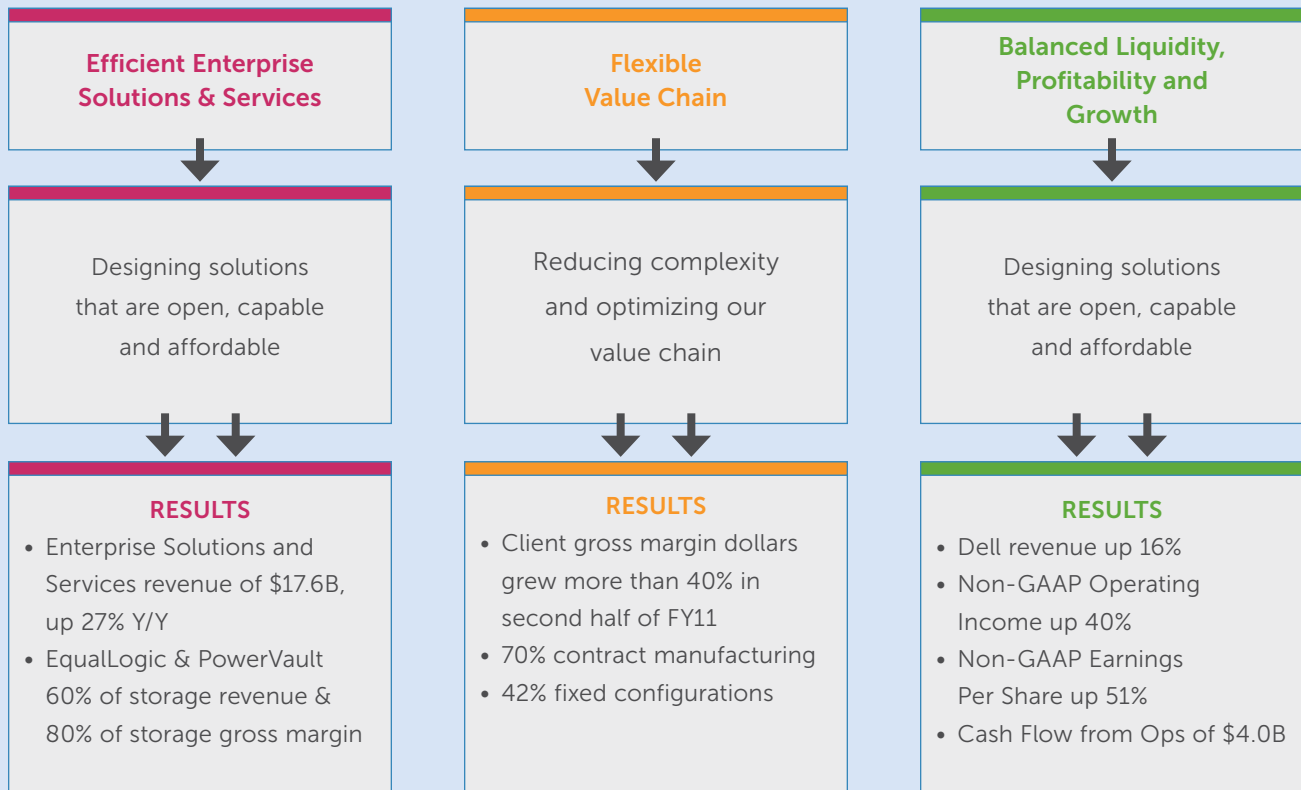 Efficient Enterprise
Solutions & Services
Designing solutions
that are open, capable
and affordable
RESULTS
• Enterprise Solutions and
Services revenue of $17.6B,
up 27% Y/Y
• EqualLogic & PowerVault
60% of storage revenue &
80% of storage gross margin
Flexible
Value Chain
Reducing complexity
and optimizing our
value chain
RESULTS
• Client gross margin dollars
grew more than 40% in
second half of FY11
• 70% contract manufacturing
• 42% fixed configurations
Balanced Liquidity,
Profitability and
Growth
Designing solutions
that are open, capable
and affordable
RESULTS
• Dell revenue up 16%
• Non-GAAP Operating
Income up 40%
• Non-GAAP Earnings
Per Share up 51%
• Cash Flow from Ops of $4.0B